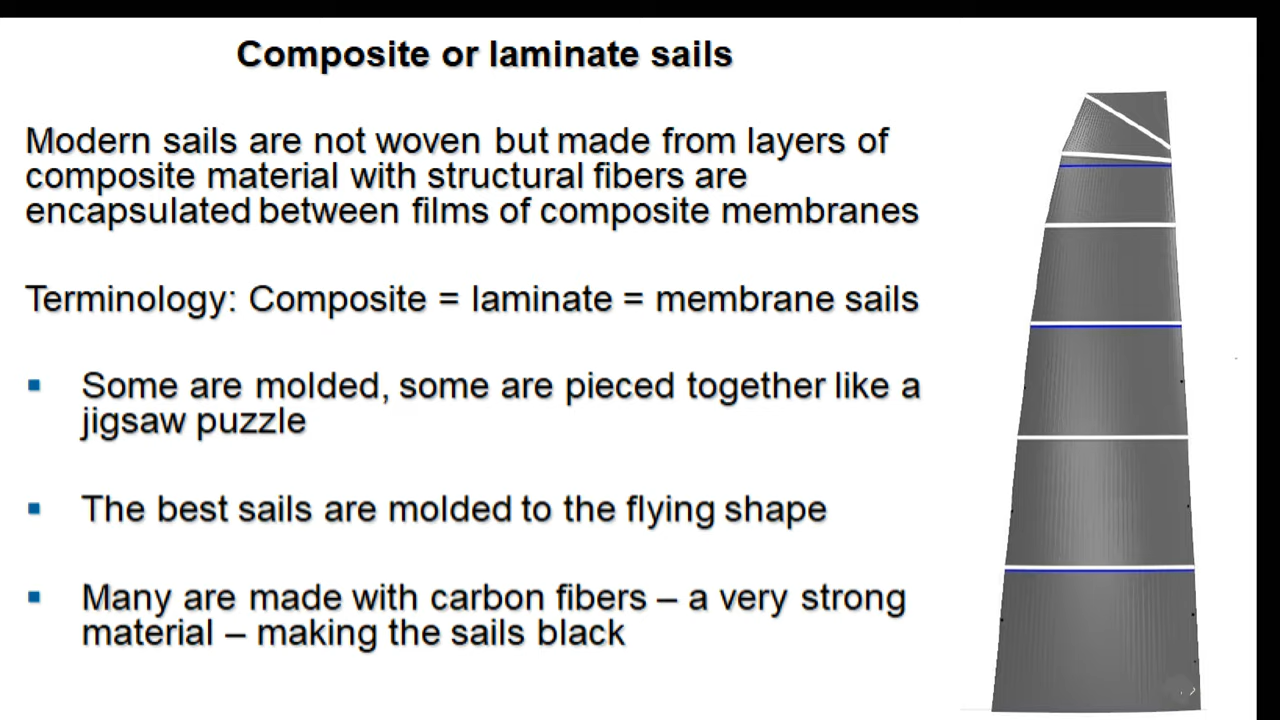 Composite or laminate sails
Modern sails are not woven but made from layers of
composite material with structural fibers are
encapsulated between films of composite membranes
Terminology: Composite = laminate = membrane sails
▪ Some are molded, some are pieced together like a
jigsaw puzzle
▪ The best sails are molded to the flying shape
▪ Many are made with carbon fibers – a very strong
material – making the sails black